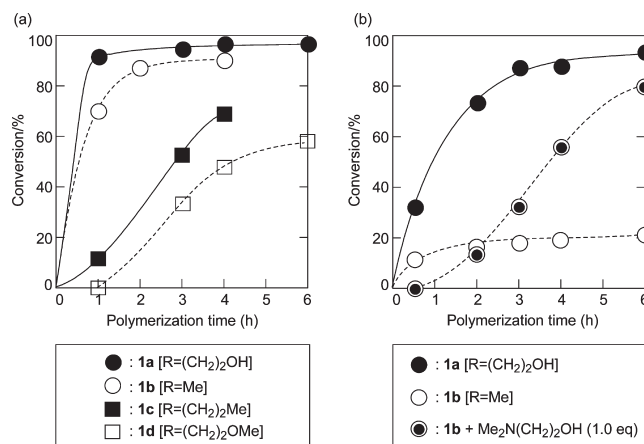 (a)
(b)
100
80
60
40
20
0
Conversion/%
0 1 2 3 4 5 6
Polymerization time (h)
100
80
60
40
20
0
Conversion/%
0 2 3 4 6
Polymerization time (h)
: 1a [R=(CH2)2OH]
: 1b [R=Me]
: 1c [R=(CH2)2Me]
: 1d [R=(CH2)2OMe]
: 1a [R=(CH2)2OH]
: 1b [R=Me]
: 1b + Me2N(CH2)2OH (1.0 eq)